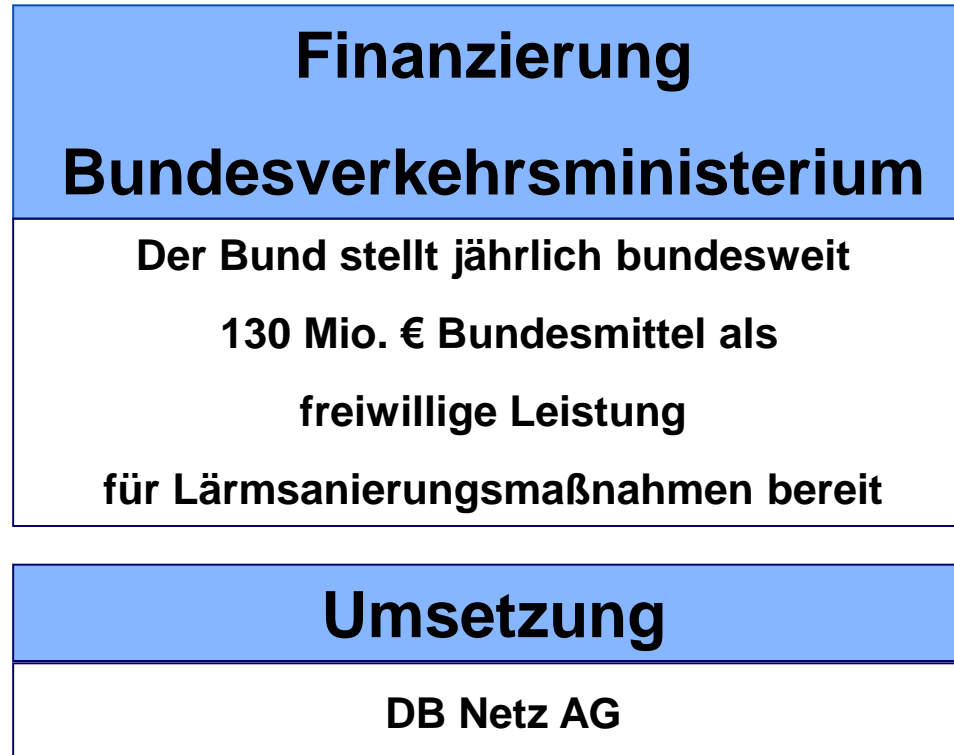 Finanzierung
Bundesverkehrsministerium
Der Bund stellt jährlich bundesweit
130 Mio. € Bundesmittel als
freiwillige Leistung
für Lärmsanierungsmaßnahmen bereit
Umsetzung
DB Netz AG